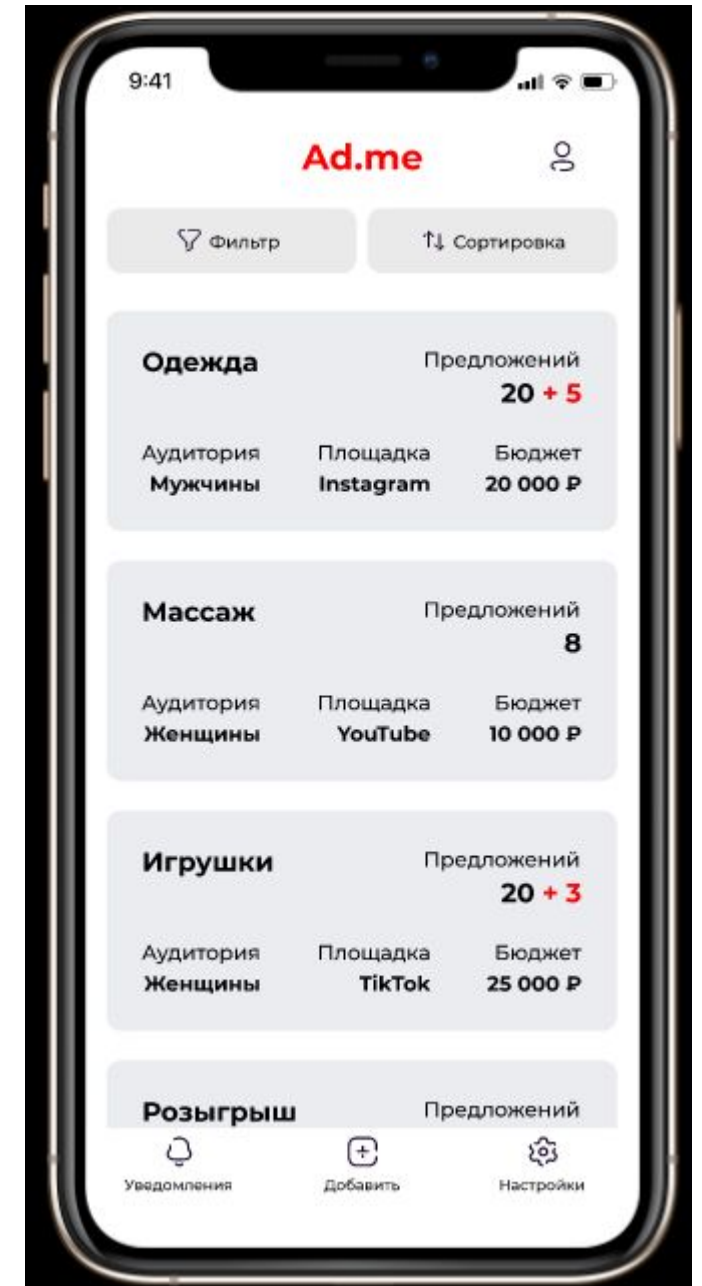 9:41
Ad.me
Фильтр
Сортировка
Одежда
Предложений
20 + 5
Аудитория Площадка Бюджет
Мужчины Instagram 20 000 ₽
Массаж
Предложений
8
Аудитория Площадка Бюджет
Женщины YouTube 10 000 ₽
Игрушки
Предложений
20 + 3
Аудитория Площадка Бюджет
Женщины TikTok 25 000 ₽
Розыгрыш
Предложений
Уведомления Добавить Настройки